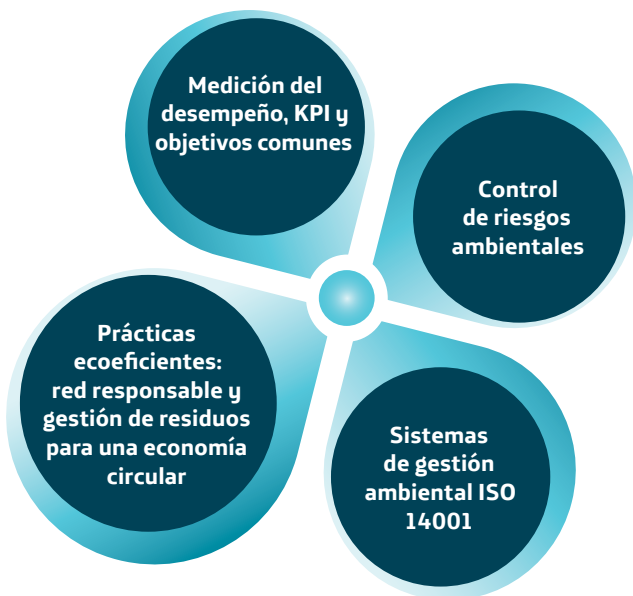 Medición del
desempeño, KPI y
objetivos comunes
Control
de riesgos
ambientales
Prácticas
ecoeficientes:
red responsable y
gestión de residuos
para una economía
circular
Sistemas
de gestión
ambiental ISO
14001